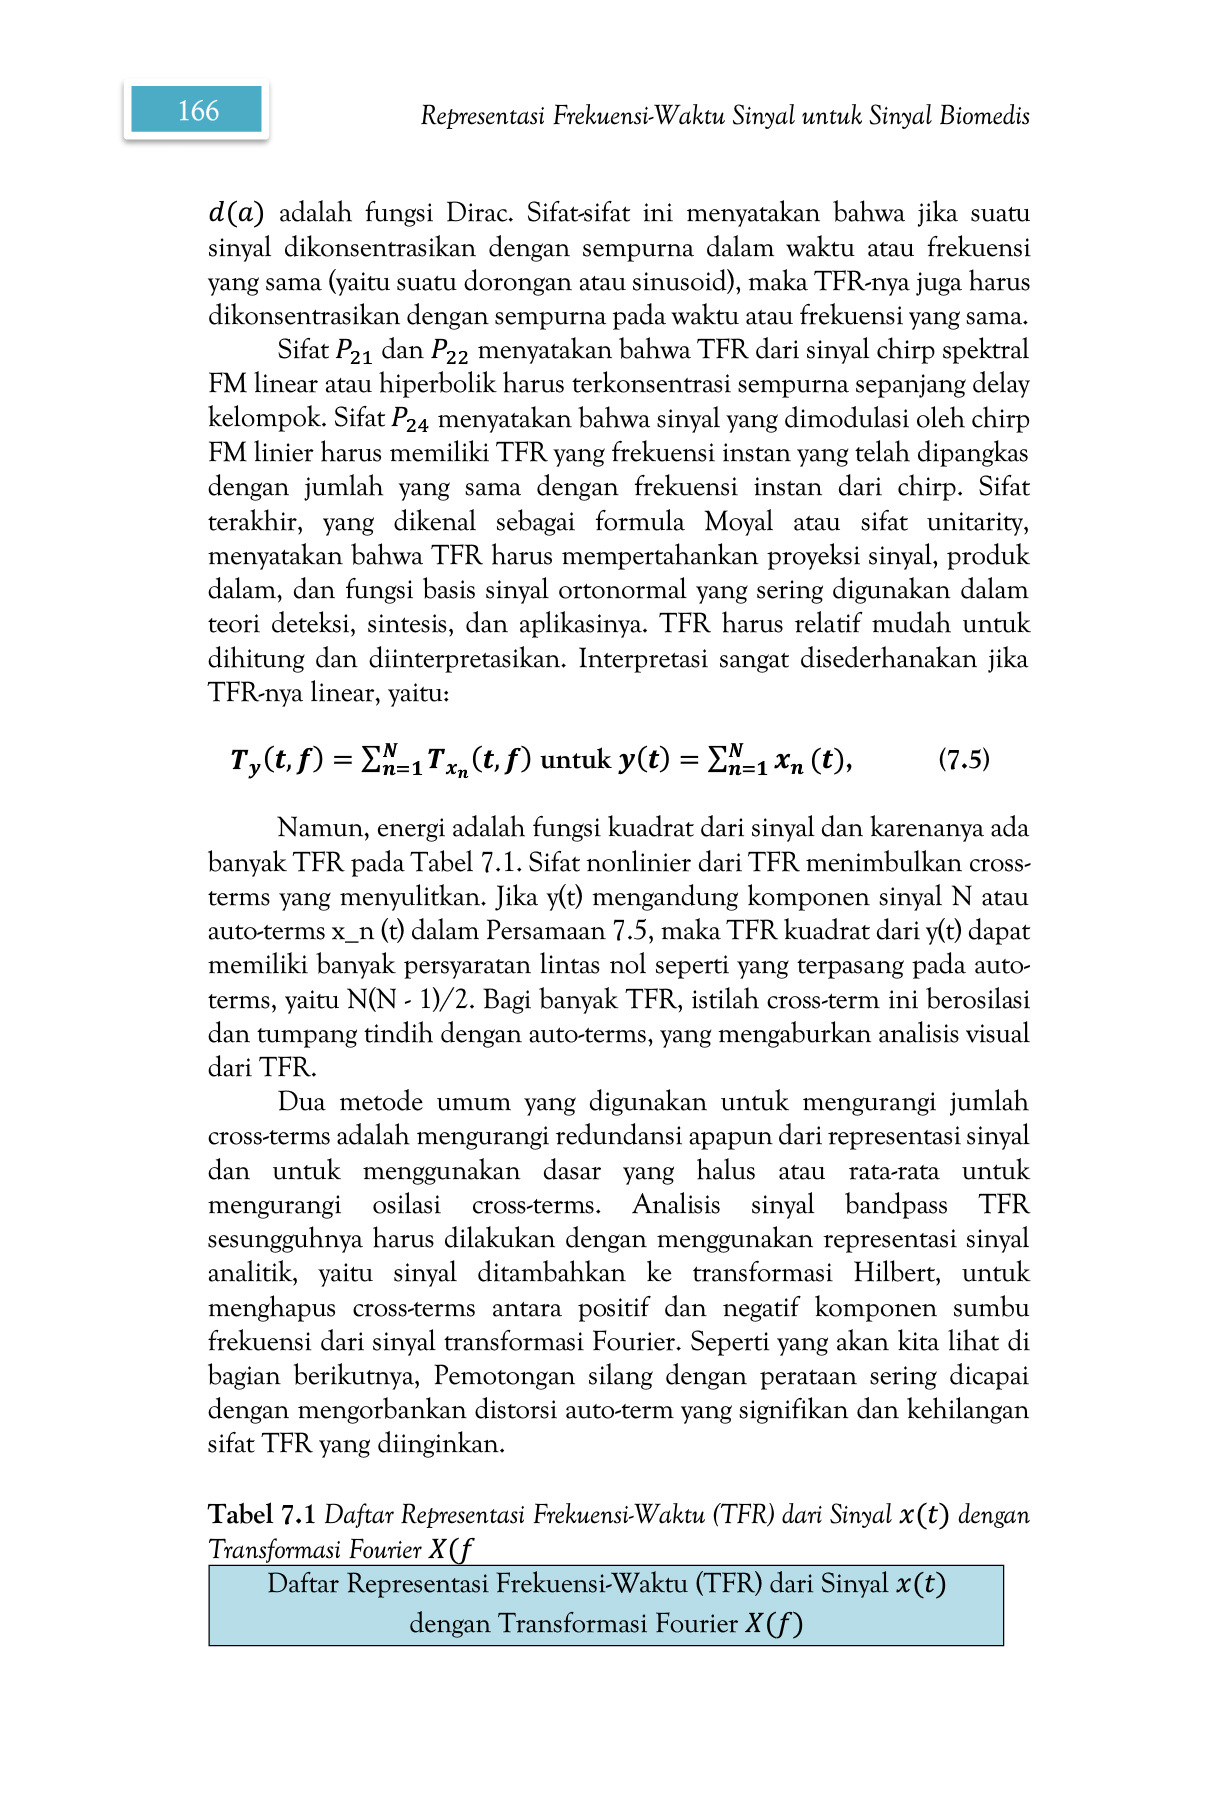 166
Representasi Frekuensi-Waktu Sinyal untuk Sinyal Biomedis
d(a) adalah fungsi Dirac. Sifat-sifat ini menyatakan bahwa jika suatu
sinyal dikonsentrasikan dengan sempurna dalam waktu atau frekuensi
yang sama (yaitu suatu dorongan atau sinusoid), maka TFR-nya juga harus
dikonsentrasikan dengan sempurna pada waktu atau frekuensi yang sama.
Sifat P₂₁ dan P₂₂ menyatakan bahwa TFR dari sinyal chirp spektral
FM linear atau hiperbolik harus terkonsentrasi sempurna sepanjang delay
kelompok. Sifat P₂₄ menyatakan bahwa sinyal yang dimodulasi oleh chirp
FM linier harus memiliki TFR yang frekuensi instan yang telah dipangkas
dengan jumlah yang sama dengan frekuensi instan dari chirp. Sifat
terakhir, yang dikenal sebagai formula Moyal atau sifat unitarity,
menyatakan bahwa TFR harus mempertahankan proyeksi sinyal, produk
dalam, dan fungsi basis sinyal ortonormal yang sering digunakan dalam
teori deteksi, sintesis, dan aplikasinya. TFR harus relatif mudah untuk
dihitung dan diinterpretasikan. Interpretasi sangat disederhanakan jika
TFR-nya linear, yaitu:
T_y(t, f) = ∑_{n=1}^{N} T_{x_n}(t, f) untuk y(t) = ∑_{n=1}^{N} x_n (t), (7.5)
Namun, energi adalah fungsi kuadrat dari sinyal dan karenanya ada
banyak TFR pada Tabel 7.1. Sifat nonlinier dari TFR menimbulkan cross-
terms yang menyulitkan. Jika y(t) mengandung komponen sinyal N atau
auto-terms x_n (t) dalam Persamaan 7.5, maka TFR kuadrat dari y(t) dapat
memiliki banyak persyaratan lintas nol seperti yang terpasang pada auto-
terms, yaitu N(N - 1)/2. Bagi banyak TFR, istilah cross-term ini berosilasi
dan tumpang tindih dengan auto-terms, yang mengaburkan analisis visual
dari TFR.
Dua metode umum yang digunakan untuk mengurangi jumlah
cross-terms adalah mengurangi redundansi apapun dari representasi sinyal
dan untuk menggunakan dasar yang halus atau rata-rata untuk
mengurangi osilasi cross-terms. Analisis sinyal bandpass TFR
sesungguhnya harus dilakukan dengan menggunakan representasi sinyal
analitik, yaitu sinyal ditambahkan ke transformasi Hilbert, untuk
menghapus cross-terms antara positif dan negatif komponen sumbu
frekuensi dari sinyal transformasi Fourier. Seperti yang akan kita lihat di
bagian berikutnya, Pemotongan silang dengan perataan sering dicapai
dengan mengorbankan distorsi auto-term yang signifikan dan kehilangan
sifat TFR yang diinginkan.
Tabel 7.1 Daftar Representasi Frekuensi-Waktu (TFR) dari Sinyal x(t) dengan
Transformasi Fourier X(f
Daftar Representasi Frekuensi-Waktu (TFR) dari Sinyal x(t)
dengan Transformasi Fourier X(f)